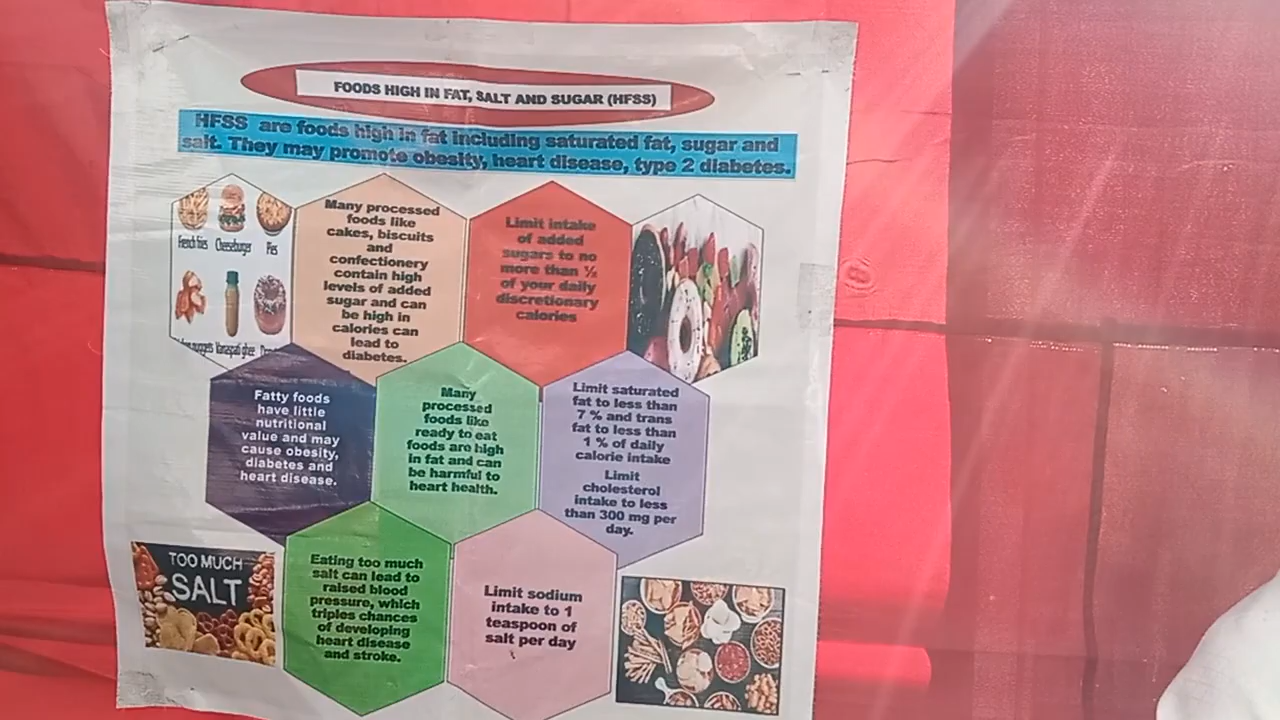 FOODS HIGH IN FAT, SALT AND SUGAR (HFSS)
HFSS are foods high in fat including saturated fat, sugar and
salt. They may promote obesity, heart disease, type 2 diabetes.
French fries Cheeseburger Pies
nuggets Vanaspati ghee
Many processed
foods like
cakes, biscuits
and
confectionery
contain high
levels of added
sugar and can
be high in
calories can
lead to
diabetes.
Limit intake
of added
sugars to no
more than ½
of your daily
discretionary
calories
Fatty foods
have little
nutritional
value and may
cause obesity,
diabetes and
heart disease.
Many
processed
foods like
ready to eat
foods are high
in fat and can
be harmful to
heart health.
Limit saturated
fat to less than
7 % and trans
fat to less than
1 % of daily
calorie intake
Limit
cholesterol
intake to less
than 300 mg per
day.
TOO MUCH
SALT
Eating too much
salt can lead to
raised blood
pressure, which
triples chances
of developing
heart disease
and stroke.
Limit sodium
intake to 1
teaspoon of
salt per day